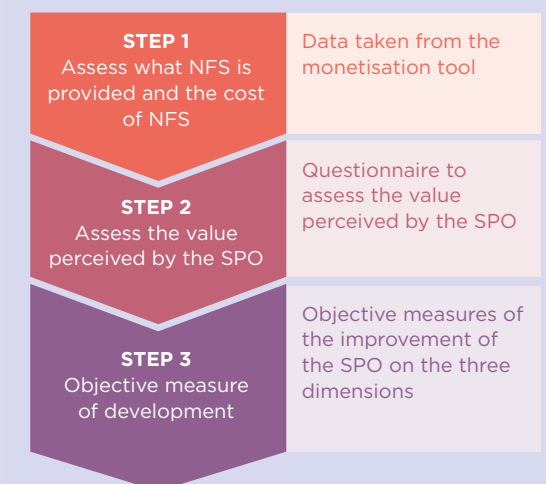 STEP 1
Assess what NFS is
provided and the cost
of NFS
Data taken from the
monetisation tool
STEP 2
Assess the value
perceived by the SPO
Questionnaire to
assess the value
perceived by the SPO
STEP 3
Objective measure
of development
Objective measures of
the improvement of
the SPO on the three
dimensions